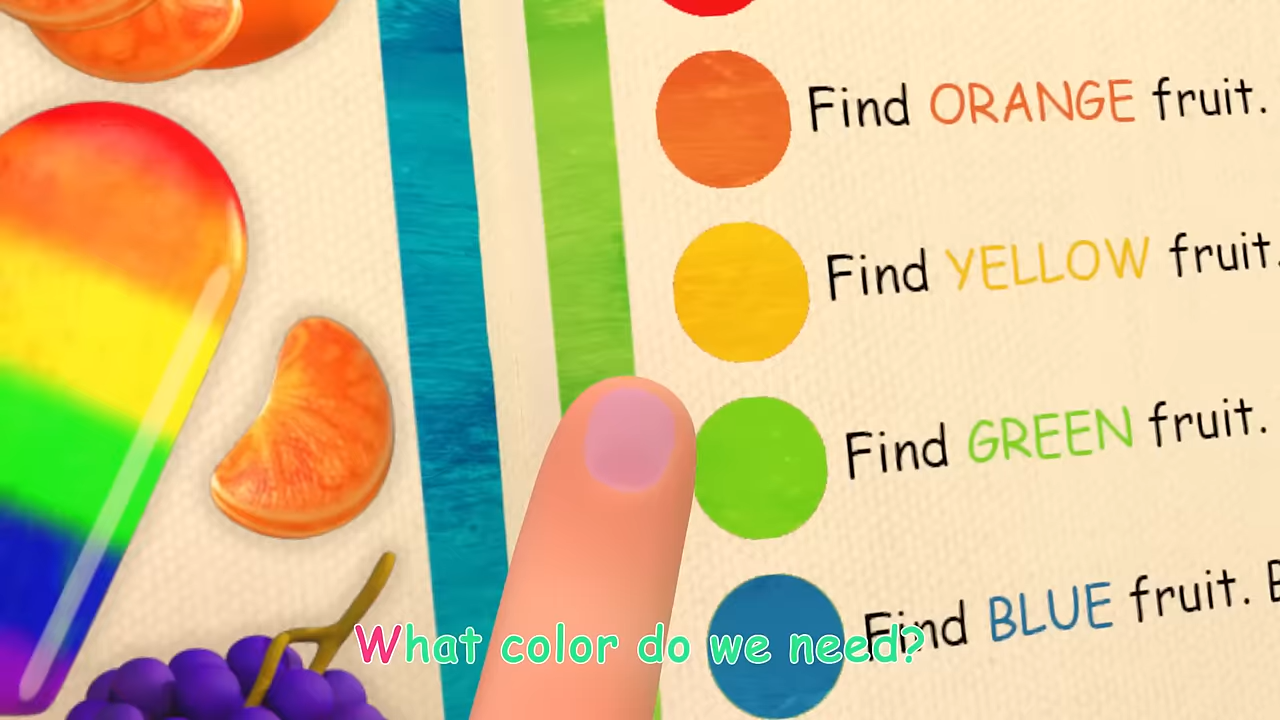 Find ORANGE fruit.
Find YELLOW fruit.
Find GREEN fruit.
Find BLUE fruit.
What color do we need?